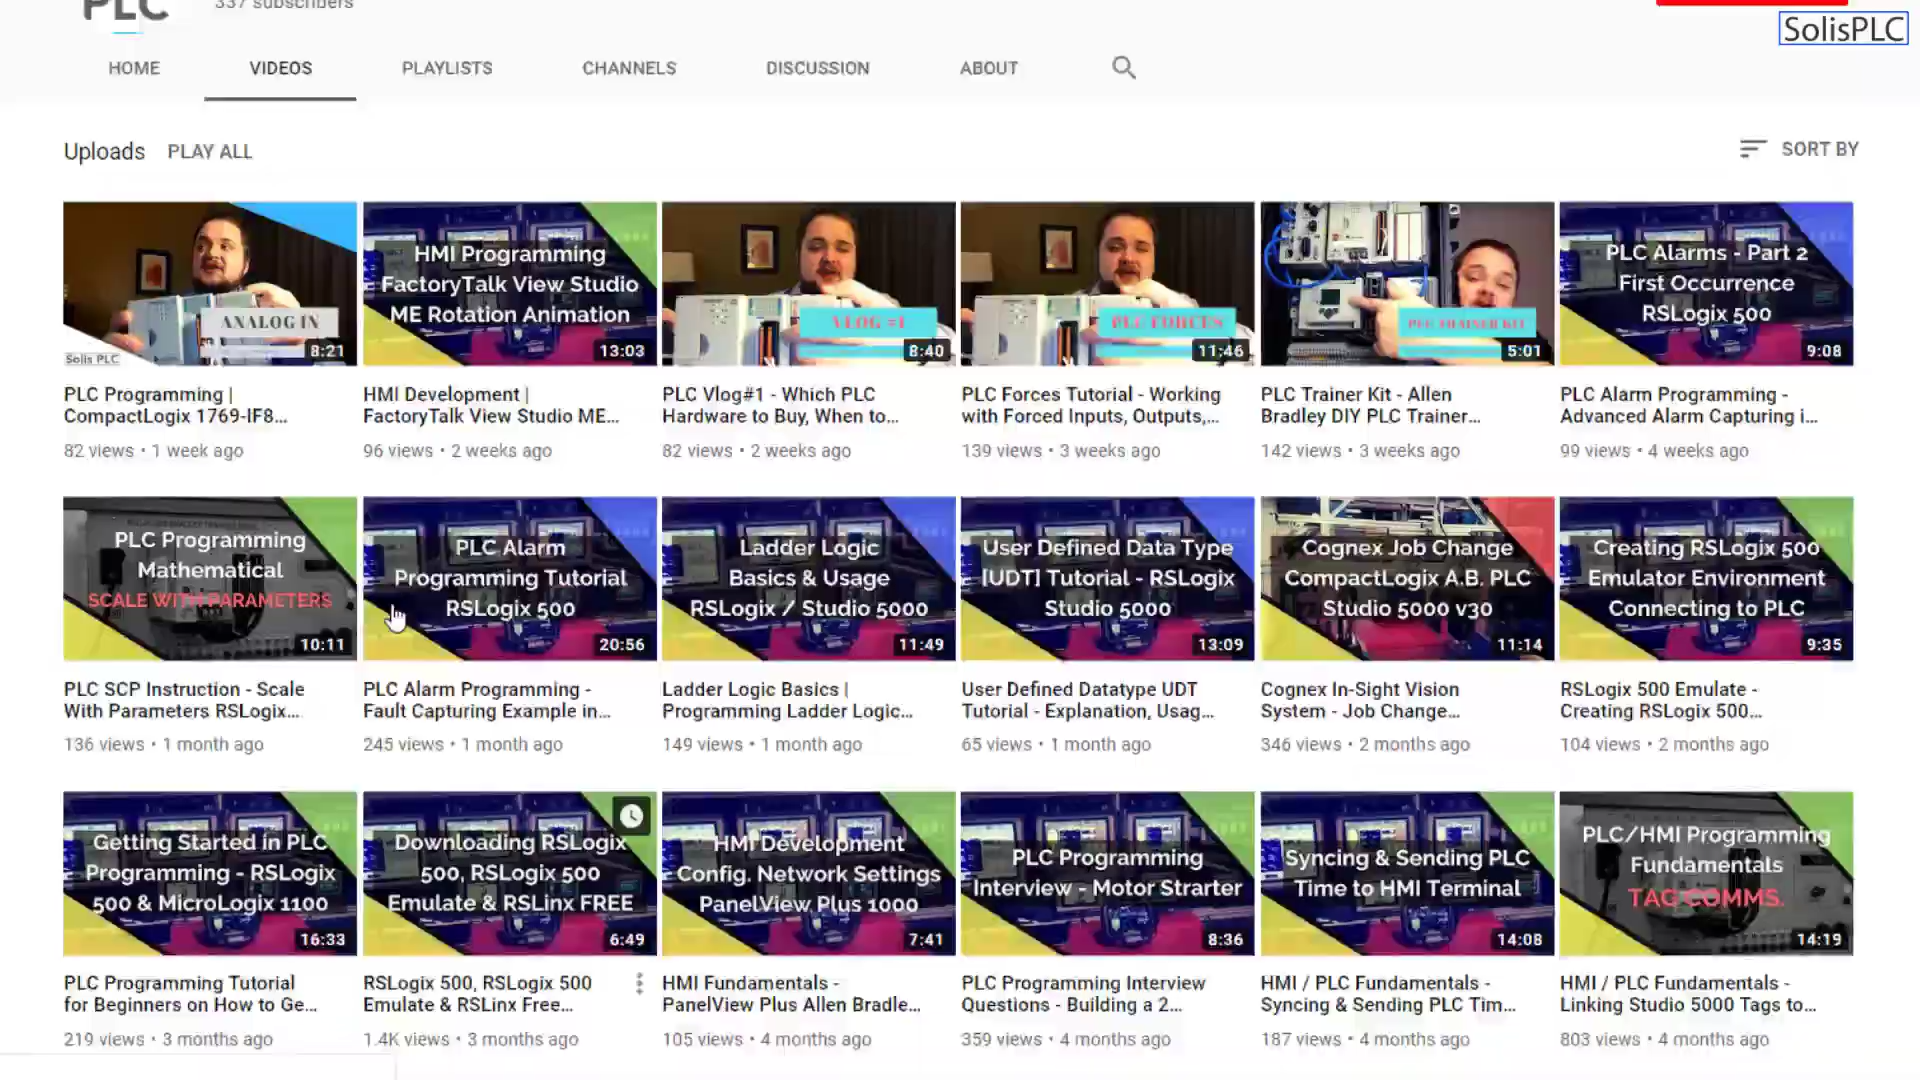 PLC
337 subscribers
SolisPLC
HOME
VIDEOS
PLAYLISTS
CHANNELS
DISCUSSION
ABOUT
Uploads
PLAY ALL
SORT BY
ANALOG IN
Solis PLC
8:21
HMI Programming
FactoryTalk View Studio
ME Rotation Animation
13:03
VLOG #1
8:40
PLC FORCES
11:46
PLC TRAINER KIT
5:01
PLC Alarms - Part 2
First Occurrence
RSLogix 500
9:08
PLC Programming |
CompactLogix 1769-IF8...
82 views • 1 week ago
HMI Development |
FactoryTalk View Studio ME...
96 views • 2 weeks ago
PLC Vlog#1 - Which PLC
Hardware to Buy, When to...
82 views • 2 weeks ago
PLC Forces Tutorial - Working
with Forced Inputs, Outputs,...
139 views • 3 weeks ago
PLC Trainer Kit - Allen
Bradley DIY PLC Trainer...
142 views • 3 weeks ago
PLC Alarm Programming -
Advanced Alarm Capturing i...
99 views • 4 weeks ago
PLC Programming
Mathematical
SCALE WITH PARAMETERS
10:11
PLC Alarm
Programming Tutorial
RSLogix 500
20:56
Ladder Logic
Basics & Usage
RSLogix / Studio 5000
11:49
User Defined Data Type
[UDT] Tutorial - RSLogix
Studio 5000
13:09
Cognex Job Change
CompactLogix A.B. PLC
Studio 5000 v30
11:14
Creating RSLogix 500
Emulator Environment
Connecting to PLC
9:35
PLC SCP Instruction - Scale
With Parameters RSLogix...
136 views • 1 month ago
PLC Alarm Programming -
Fault Capturing Example in...
245 views • 1 month ago
Ladder Logic Basics |
Programming Ladder Logic...
149 views • 1 month ago
User Defined Datatype UDT
Tutorial - Explanation, Usag...
65 views • 1 month ago
Cognex In-Sight Vision
System - Job Change...
346 views • 2 months ago
RSLogix 500 Emulate -
Creating RSLogix 500...
104 views • 2 months ago
Getting Started in PLC
Programming - RSLogix
500 & MicroLogix 1100
16:33
Downloading RSLogix
500, RSLogix 500
Emulate & RSLinx FREE
6:49
HMI Development
Config. Network Settings
PanelView Plus 1000
7:41
PLC Programming
Interview - Motor Strarter
8:36
Syncing & Sending PLC
Time to HMI Terminal
14:08
PLC/HMI Programming
Fundamentals
TAG COMMS.
14:19
PLC Programming Tutorial
for Beginners on How to Ge...
219 views • 3 months ago
RSLogix 500, RSLogix 500
Emulate & RSLinx Free...
1.4K views • 3 months ago
HMI Fundamentals -
PanelView Plus Allen Bradle...
105 views • 4 months ago
PLC Programming Interview
Questions - Building a 2...
359 views • 4 months ago
HMI / PLC Fundamentals -
Syncing & Sending PLC Tim...
187 views • 4 months ago
HMI / PLC Fundamentals -
Linking Studio 5000 Tags to...
803 views • 4 months ago